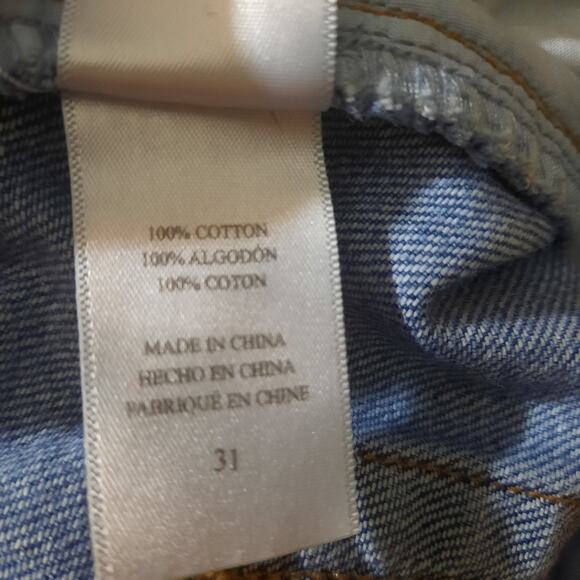 100% COTTON
100% ALGODÓN
100% COTON
MADE IN CHINA
HECHO EN CHINA
FABRIQUÉ EN CHINE
31